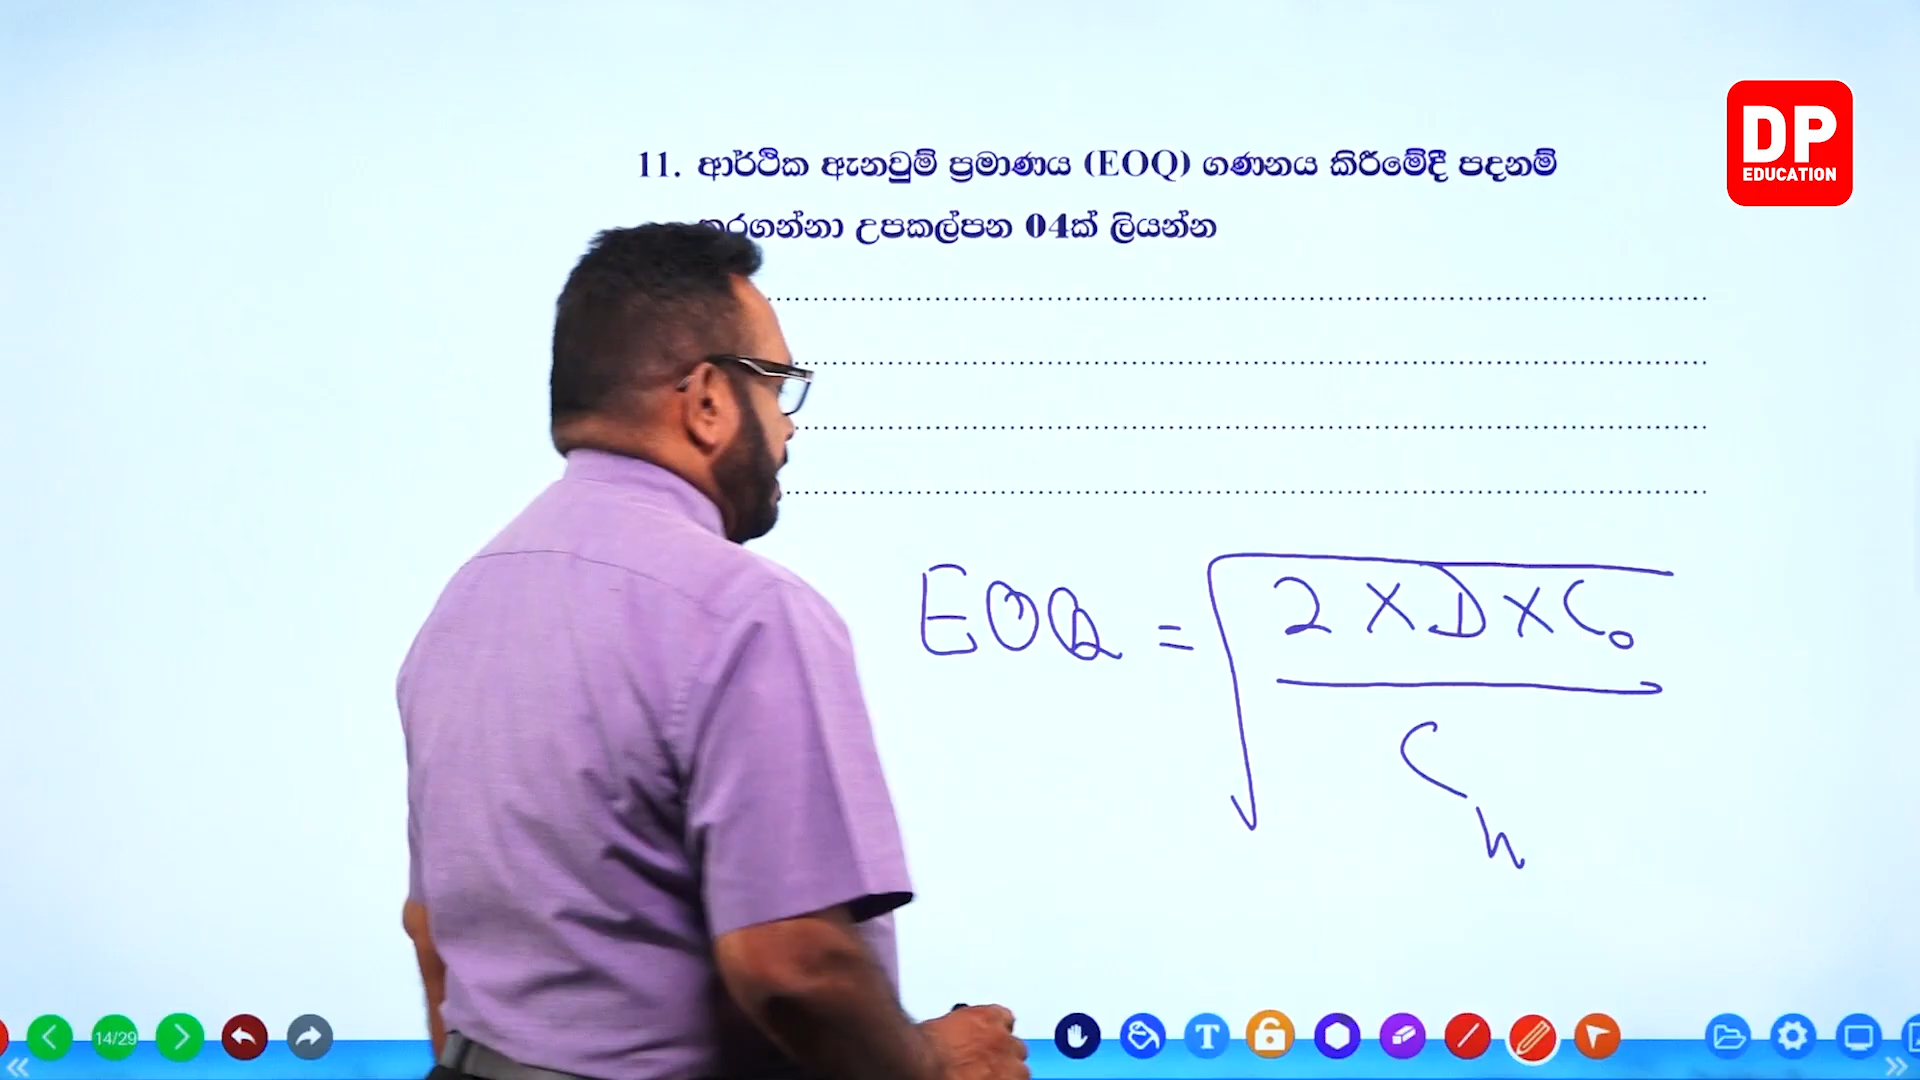 DP
EDUCATION
11. ආර්ථික ඇනවුම් ප්‍රමාණය (EOQ) ගණනය කිරීමේදී පදනම්
කරගන්නා උපකල්පන 04ක් ලියන්න
EOQ = √ 2 X D X C₀
Cₕ
14/29
T